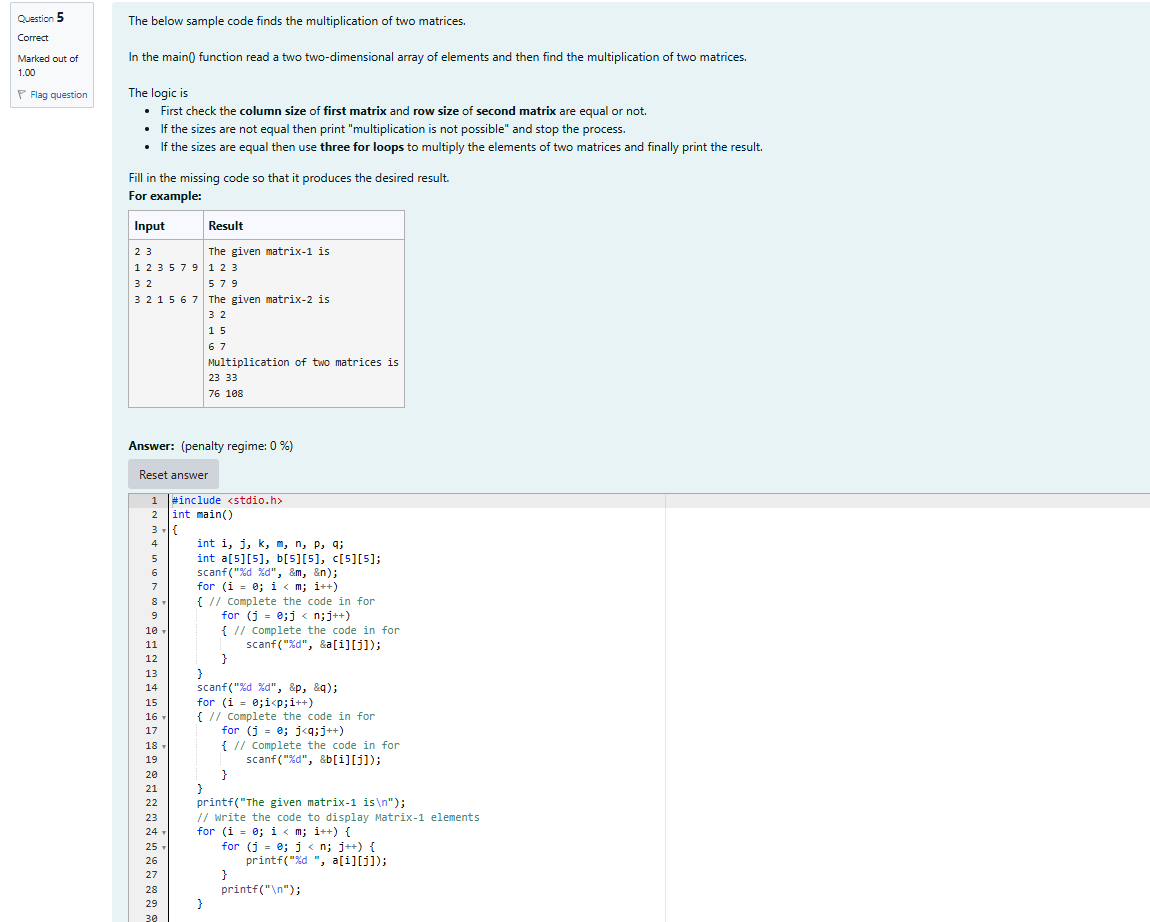 Question 5
Correct
Marked out of
1.00
Flag question
The below sample code finds the multiplication of two matrices.
In the main() function read a two two-dimensional array of elements and then find the multiplication of two matrices.
The logic is
• First check the column size of first matrix and row size of second matrix are equal or not.
• If the sizes are not equal then print "multiplication is not possible" and stop the process.
• If the sizes are equal then use three for loops to multiply the elements of two matrices and finally print the result.
Fill in the missing code so that it produces the desired result.
For example:
Input Result
2 3 The given matrix-1 is
1 2 3 5 7 9 1 2 3
3 2 5 7 9
3 2 1 5 6 7 The given matrix-2 is
3 2
1 5
6 7
Multiplication of two matrices is
23 33
76 108
Answer: (penalty regime: 0 %)
Reset answer
1 #include <stdio.h>
2 int main()
3 {
4     int i, j, k, m, n, p, q;
5     int a[5][5], b[5][5], c[5][5];
6     scanf("%d %d", &m, &n);
7     for (i = 0; i < m; i++)
8     { // Complete the code in for
9         for (j = 0;j < n;j++)
10         { // Complete the code in for
11             scanf("%d", &a[i][j]);
12         }
13     }
14     scanf("%d %d", &p, &q);
15     for (i = 0;i<p;i++)
16     { // Complete the code in for
17         for (j = 0; j<q;j++)
18         { // Complete the code in for
19             scanf("%d", &b[i][j]);
20         }
21     }
22     printf("The given matrix-1 is\n");
23     // Write the code to display Matrix-1 elements
24     for (i = 0; i < m; i++) {
25         for (j = 0; j < n; j++) {
26             printf("%d ", a[i][j]);
27         }
28         printf("\n");
29     }
30